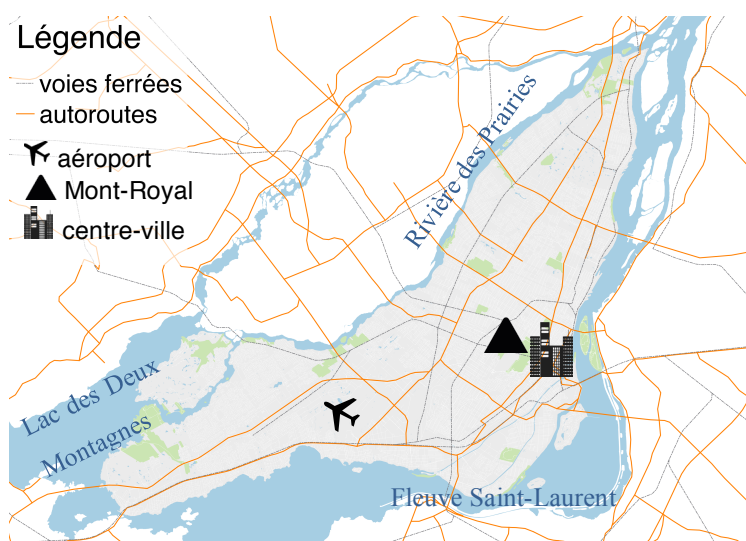 Légende
voies ferrées
autoroutes
aéroport
Mont-Royal
centre-ville
Rivière des Prairies
Lac des Deux
Montagnes
Fleuve Saint-Laurent